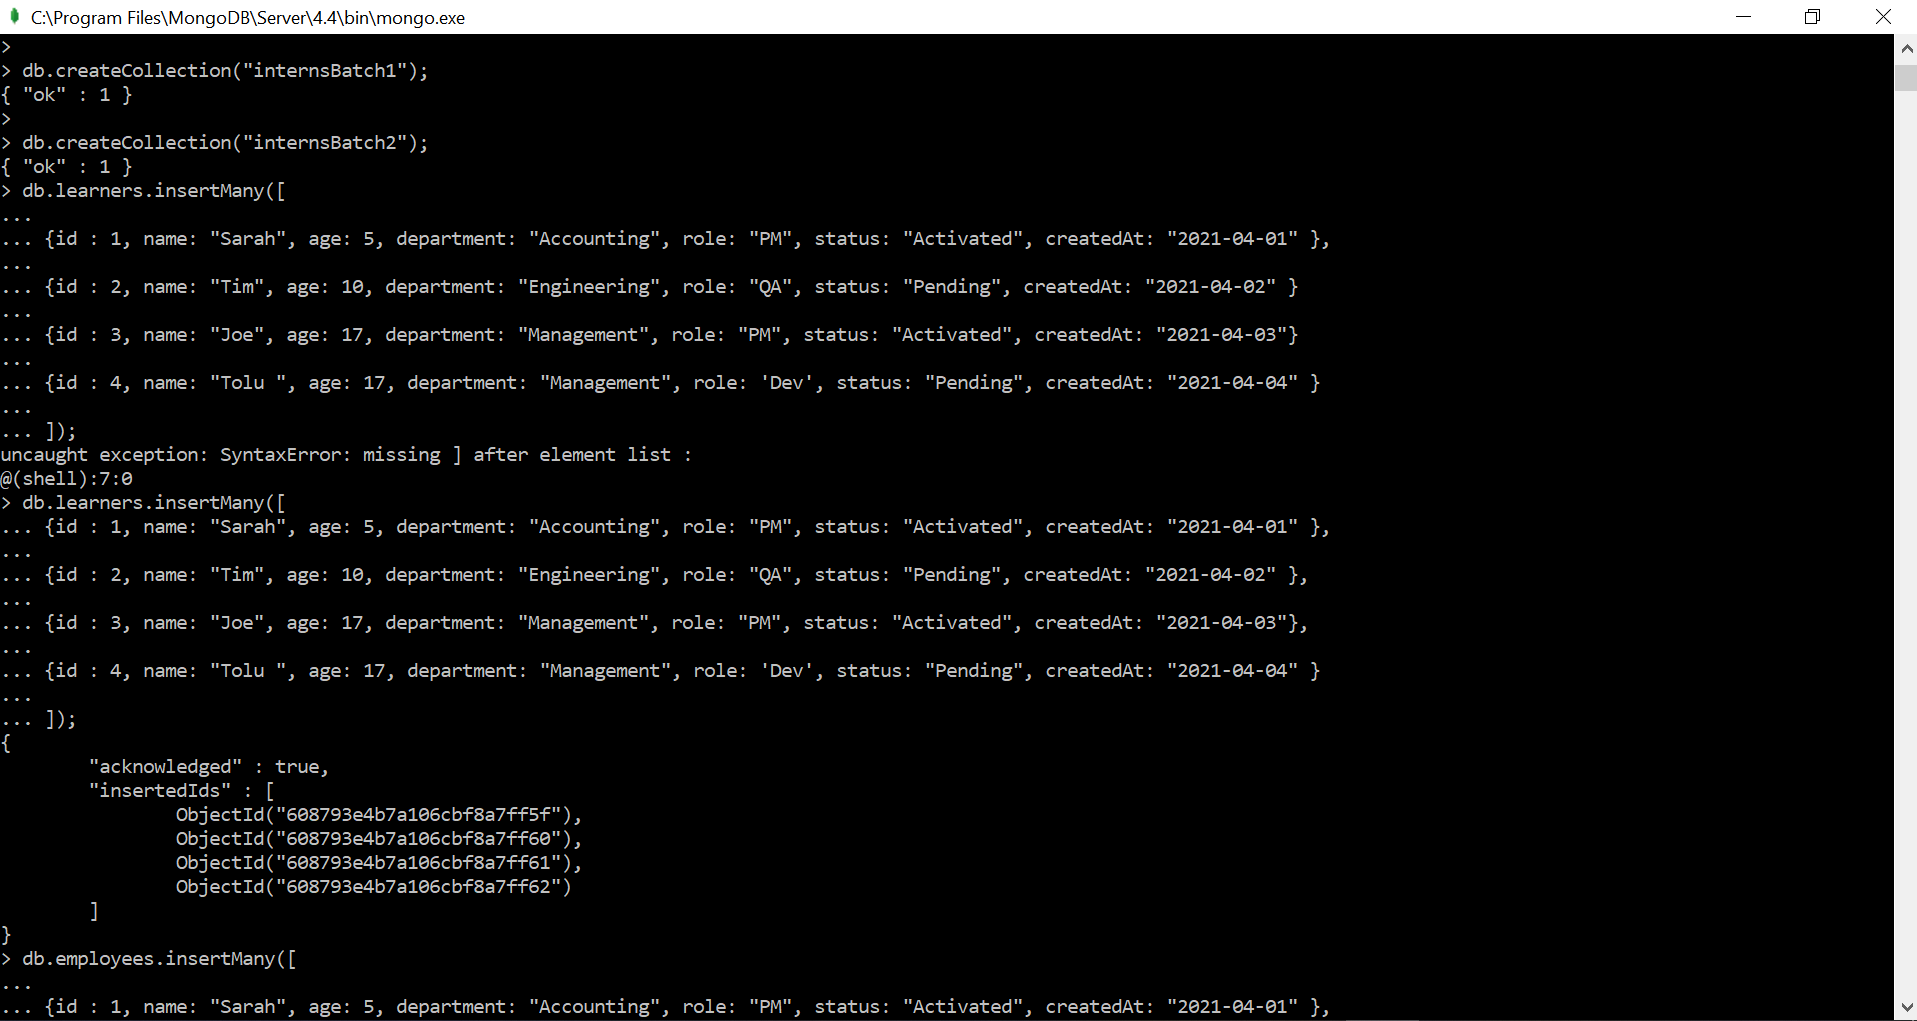 C:\Program Files\MongoDB\Server\4.4\bin\mongo.exe
>
> db.createCollection("internsBatch1");
{ "ok" : 1 }
>
> db.createCollection("internsBatch2");
{ "ok" : 1 }
> db.learners.insertMany([
...
... {id : 1, name: "Sarah", age: 5, department: "Accounting", role: "PM", status: "Activated", createdAt: "2021-04-01" },
...
... {id : 2, name: "Tim", age: 10, department: "Engineering", role: "QA", status: "Pending", createdAt: "2021-04-02" }
...
... {id : 3, name: "Joe", age: 17, department: "Management", role: "PM", status: "Activated", createdAt: "2021-04-03"}
...
... {id : 4, name: "Tolu ", age: 17, department: "Management", role: 'Dev', status: "Pending", createdAt: "2021-04-04" }
...
... ]);
uncaught exception: SyntaxError: missing ] after element list :
@(shell):7:0
> db.learners.insertMany([
... {id : 1, name: "Sarah", age: 5, department: "Accounting", role: "PM", status: "Activated", createdAt: "2021-04-01" },
...
... {id : 2, name: "Tim", age: 10, department: "Engineering", role: "QA", status: "Pending", createdAt: "2021-04-02" },
...
... {id : 3, name: "Joe", age: 17, department: "Management", role: "PM", status: "Activated", createdAt: "2021-04-03"},
...
... {id : 4, name: "Tolu ", age: 17, department: "Management", role: 'Dev', status: "Pending", createdAt: "2021-04-04" }
...
... ]);
{
        "acknowledged" : true,
        "insertedIds" : [
                ObjectId("608793e4b7a106cbf8a7ff5f"),
                ObjectId("608793e4b7a106cbf8a7ff60"),
                ObjectId("608793e4b7a106cbf8a7ff61"),
                ObjectId("608793e4b7a106cbf8a7ff62")
        ]
}
> db.employees.insertMany([
...
... {id : 1, name: "Sarah", age: 5, department: "Accounting", role: "PM", status: "Activated", createdAt: "2021-04-01" },